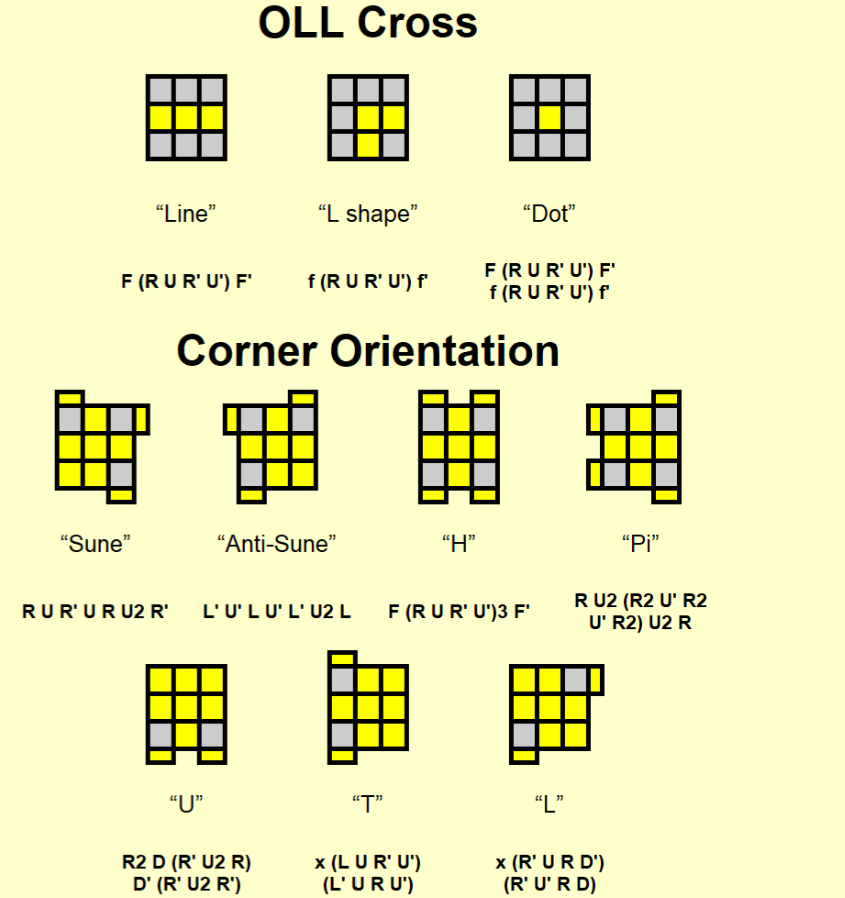 OLL Cross
“Line” “L shape” “Dot”
F (R U R' U') F' f (R U R' U') f' F (R U R' U') F'
f (R U R' U') f'
Corner Orientation
“Sune” “Anti-Sune” “H” “Pi”
R U R' U R U2 R' L' U' L U' L' U2 L F (R U R' U')3 F' R U2 (R2 U' R2
U' R2) U2 R
“U” “T” “L”
R2 D (R' U2 R) x (L U R' U') x (R' U R D')
D' (R' U2 R') (L' U R U') (R' U' R D)